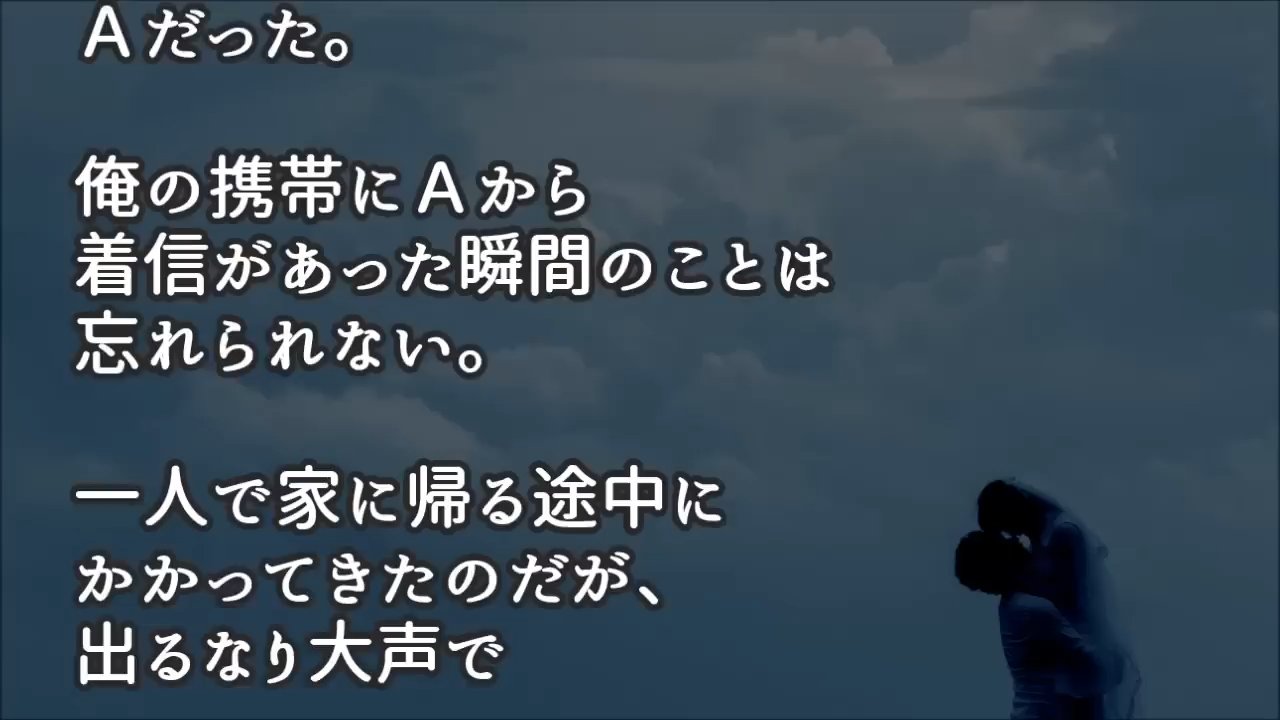 Aだった。
俺の携帯にAから
着信があった瞬間のことは
忘れられない。
一人で家に帰る途中に
かかってきたのだが、
出るなり大声で